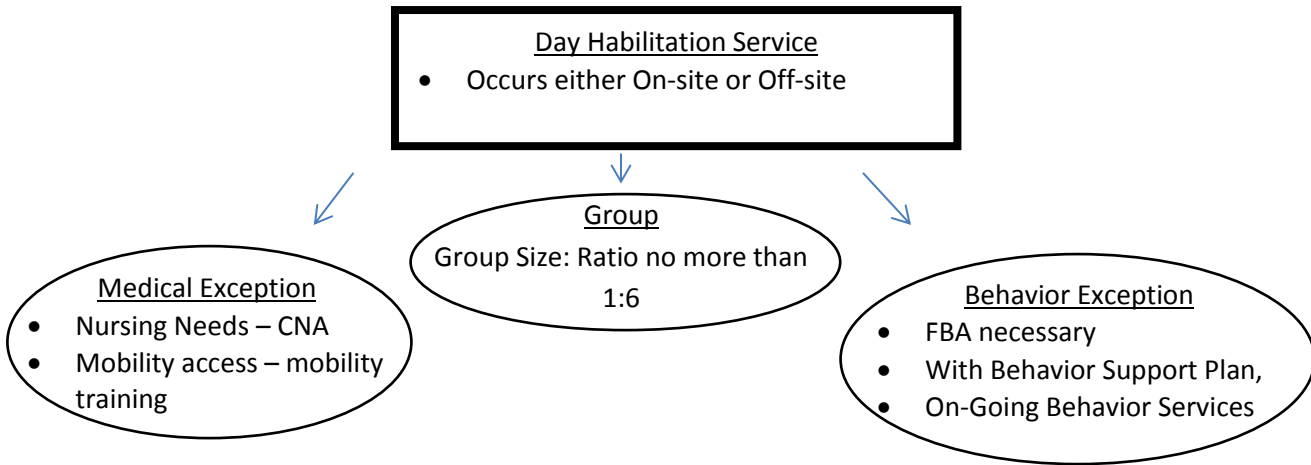 Day Habilitation Service
• Occurs either On-site or Off-site
Group
Group Size: Ratio no more than
1:6
Medical Exception
• Nursing Needs – CNA
• Mobility access – mobility
training
Behavior Exception
• FBA necessary
• With Behavior Support Plan,
• On-Going Behavior Services